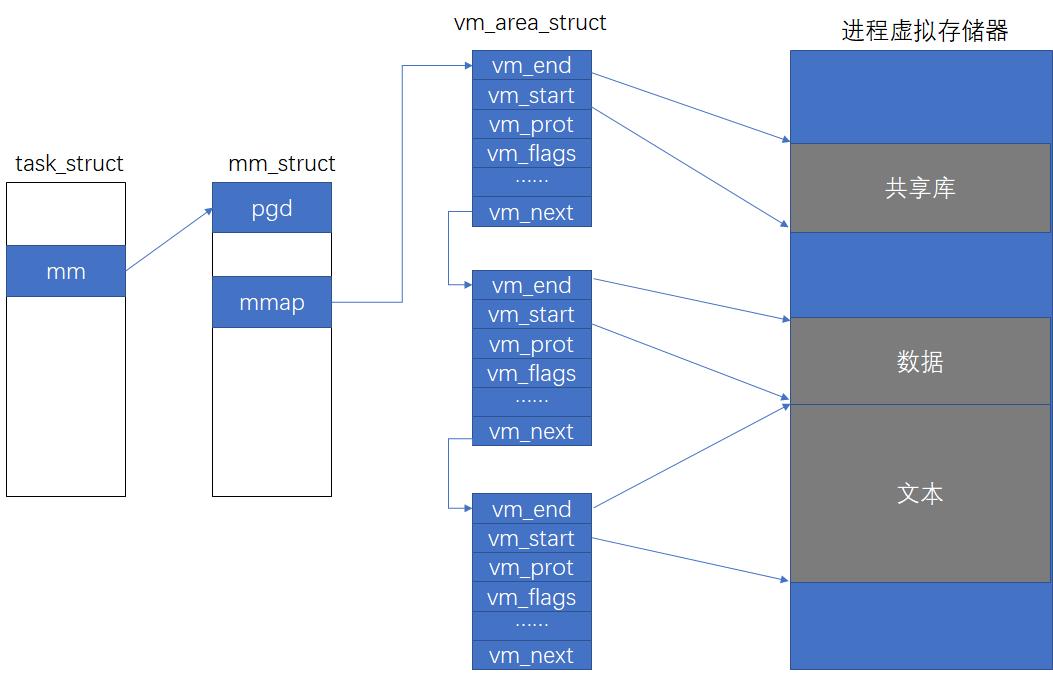 task_struct
mm
mm_struct
pgd
mmap
vm_area_struct
vm_end
vm_start
vm_prot
vm_flags
……
vm_next
vm_end
vm_start
vm_prot
vm_flags
……
vm_next
vm_end
vm_start
vm_prot
vm_flags
……
vm_next
进程虚拟存储器
共享库
数据
文本